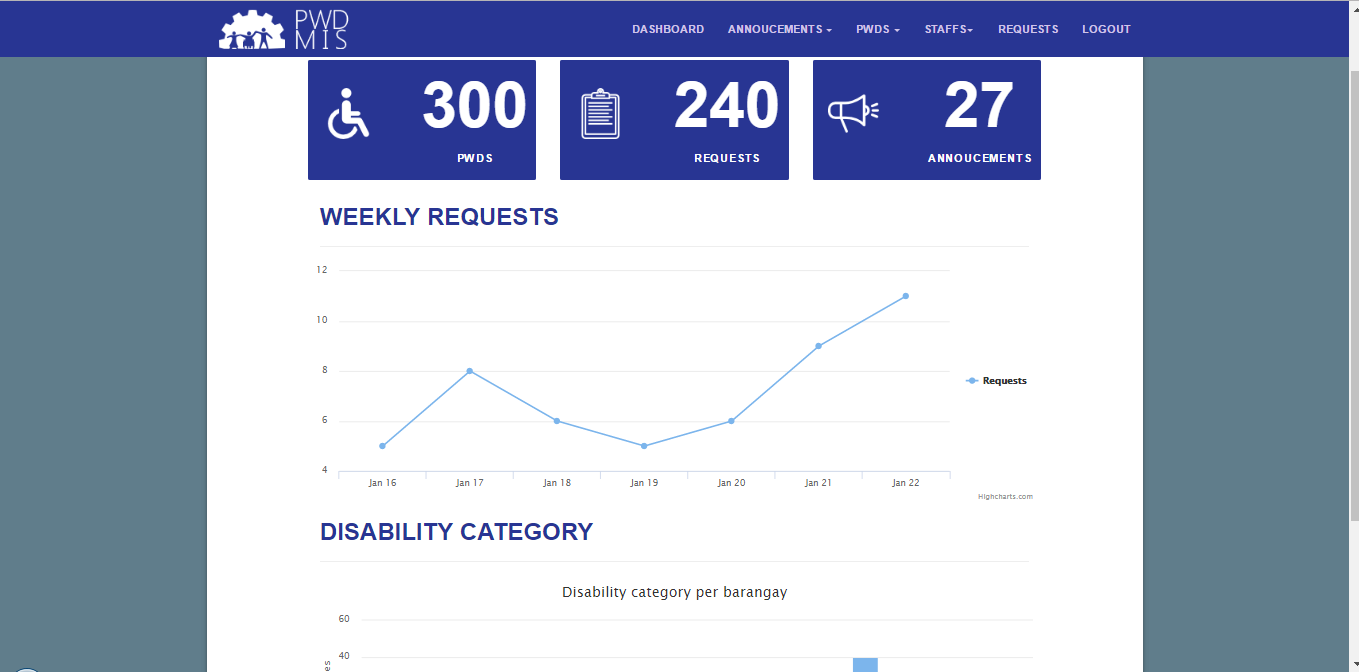 PWD
MIS
DASHBOARD ANNOUCEMENTS PWDS STAFFS REQUESTS LOGOUT
300
PWDS
240
REQUESTS
27
ANNOUCEMENTS
WEEKLY REQUESTS
12
10
8
6
4
Jan 16 Jan 17 Jan 18 Jan 19 Jan 20 Jan 21 Jan 22
Requests
Highcharts.com
DISABILITY CATEGORY
Disability category per barangay
60
40